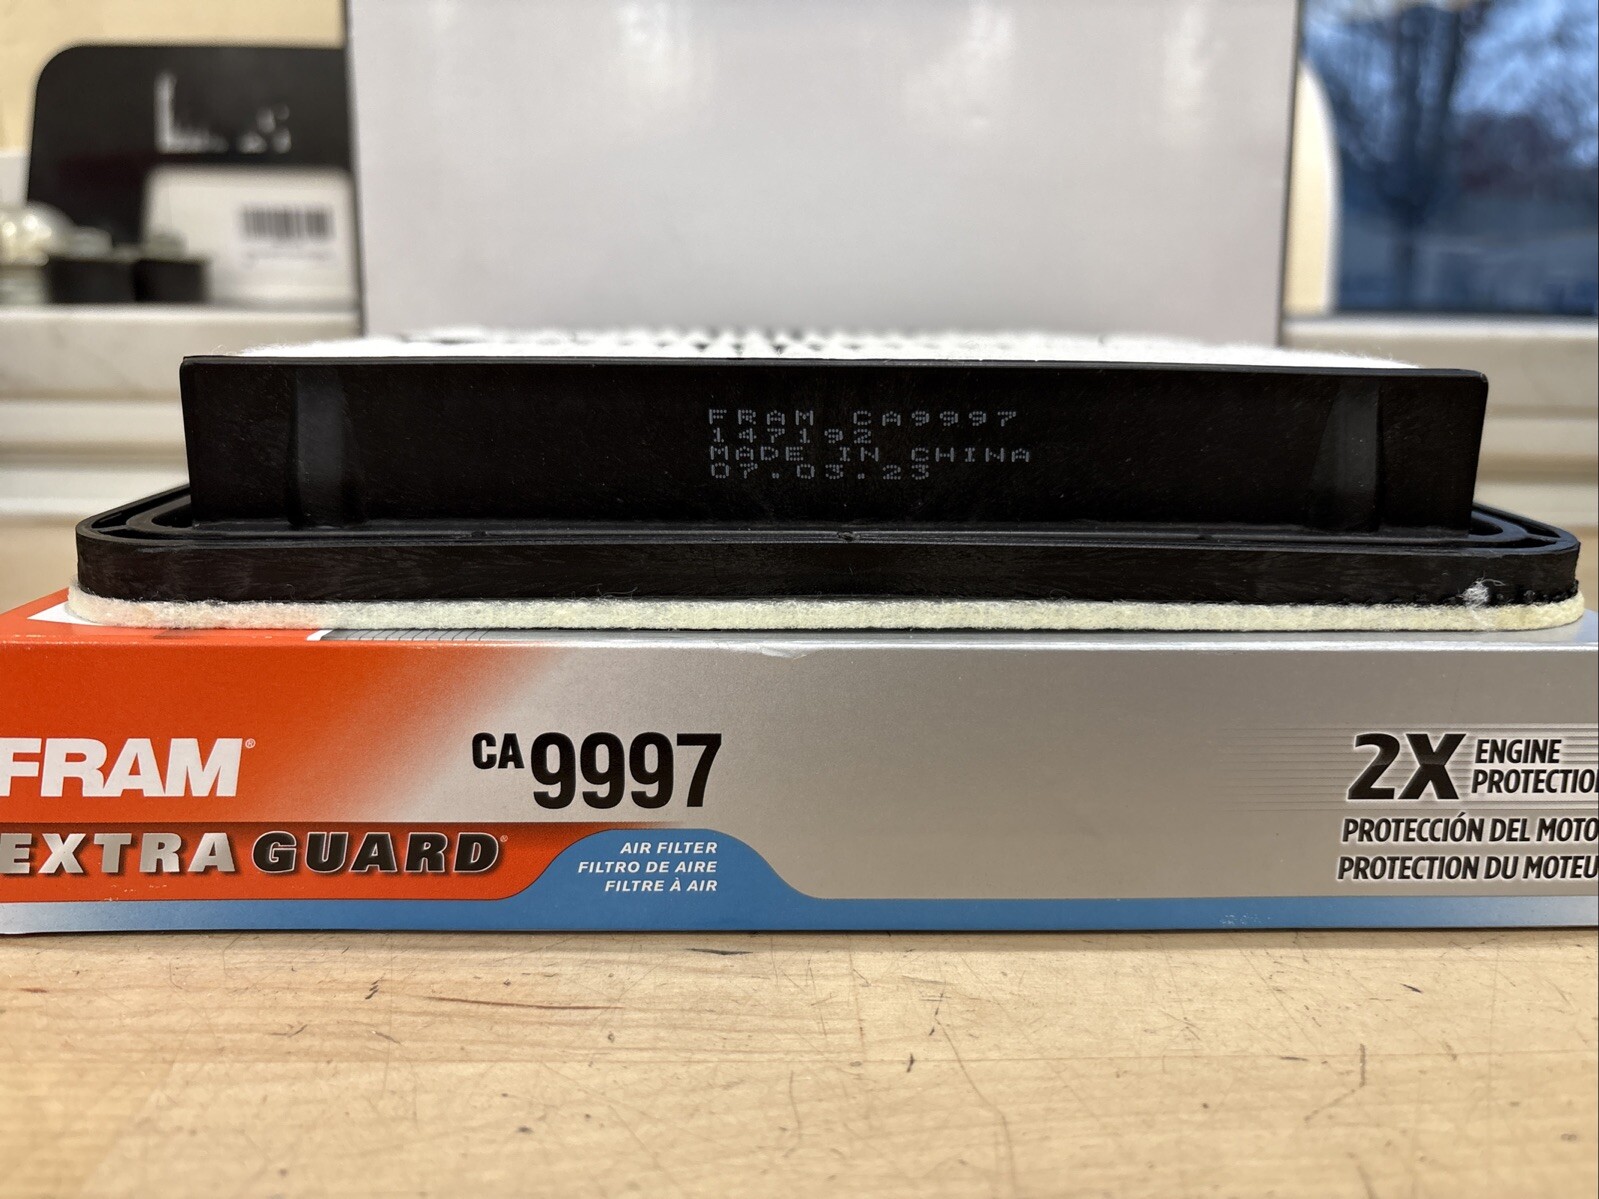 FRAM CA9997
147192
MADE IN CHINA
07.03.23
FRAM®
EXTRA GUARD®
CA9997
AIR FILTER
FILTRO DE AIRE
FILTRE À AIR
2X ENGINE
PROTECTION
PROTECCIÓN DEL MOTO
PROTECTION DU MOTEU